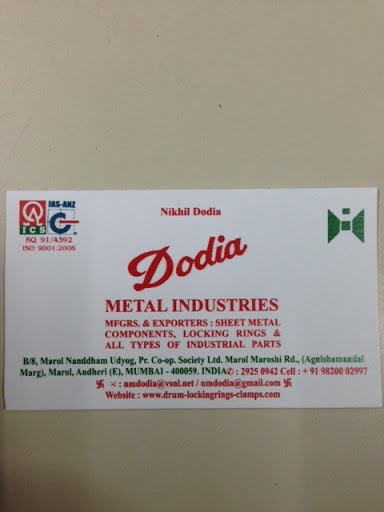 JAS-ANZ
ICS
RQ 91/4392
ISO 9001:2008
Nikhil Dodia
Dodia
METAL INDUSTRIES
MFGRS. & EXPORTERS : SHEET METAL
COMPONENTS, LOCKING RINGS &
ALL TYPES OF INDUSTRIAL PARTS
B/8, Marol Nanddham Udyog, Pr. Co-op. Society Ltd. Marol Maroshi Rd., (Agnishamandal
Marg), Marol, Andheri (E), MUMBAI - 400059. INDIA ✆ : 2925 0942 Cell : + 91 98200 02997
卐 ✉ : nmdodia@vsnl.net / nmdodia@gmail.com 卐
Website : www.drum-lockingrings-clamps.com